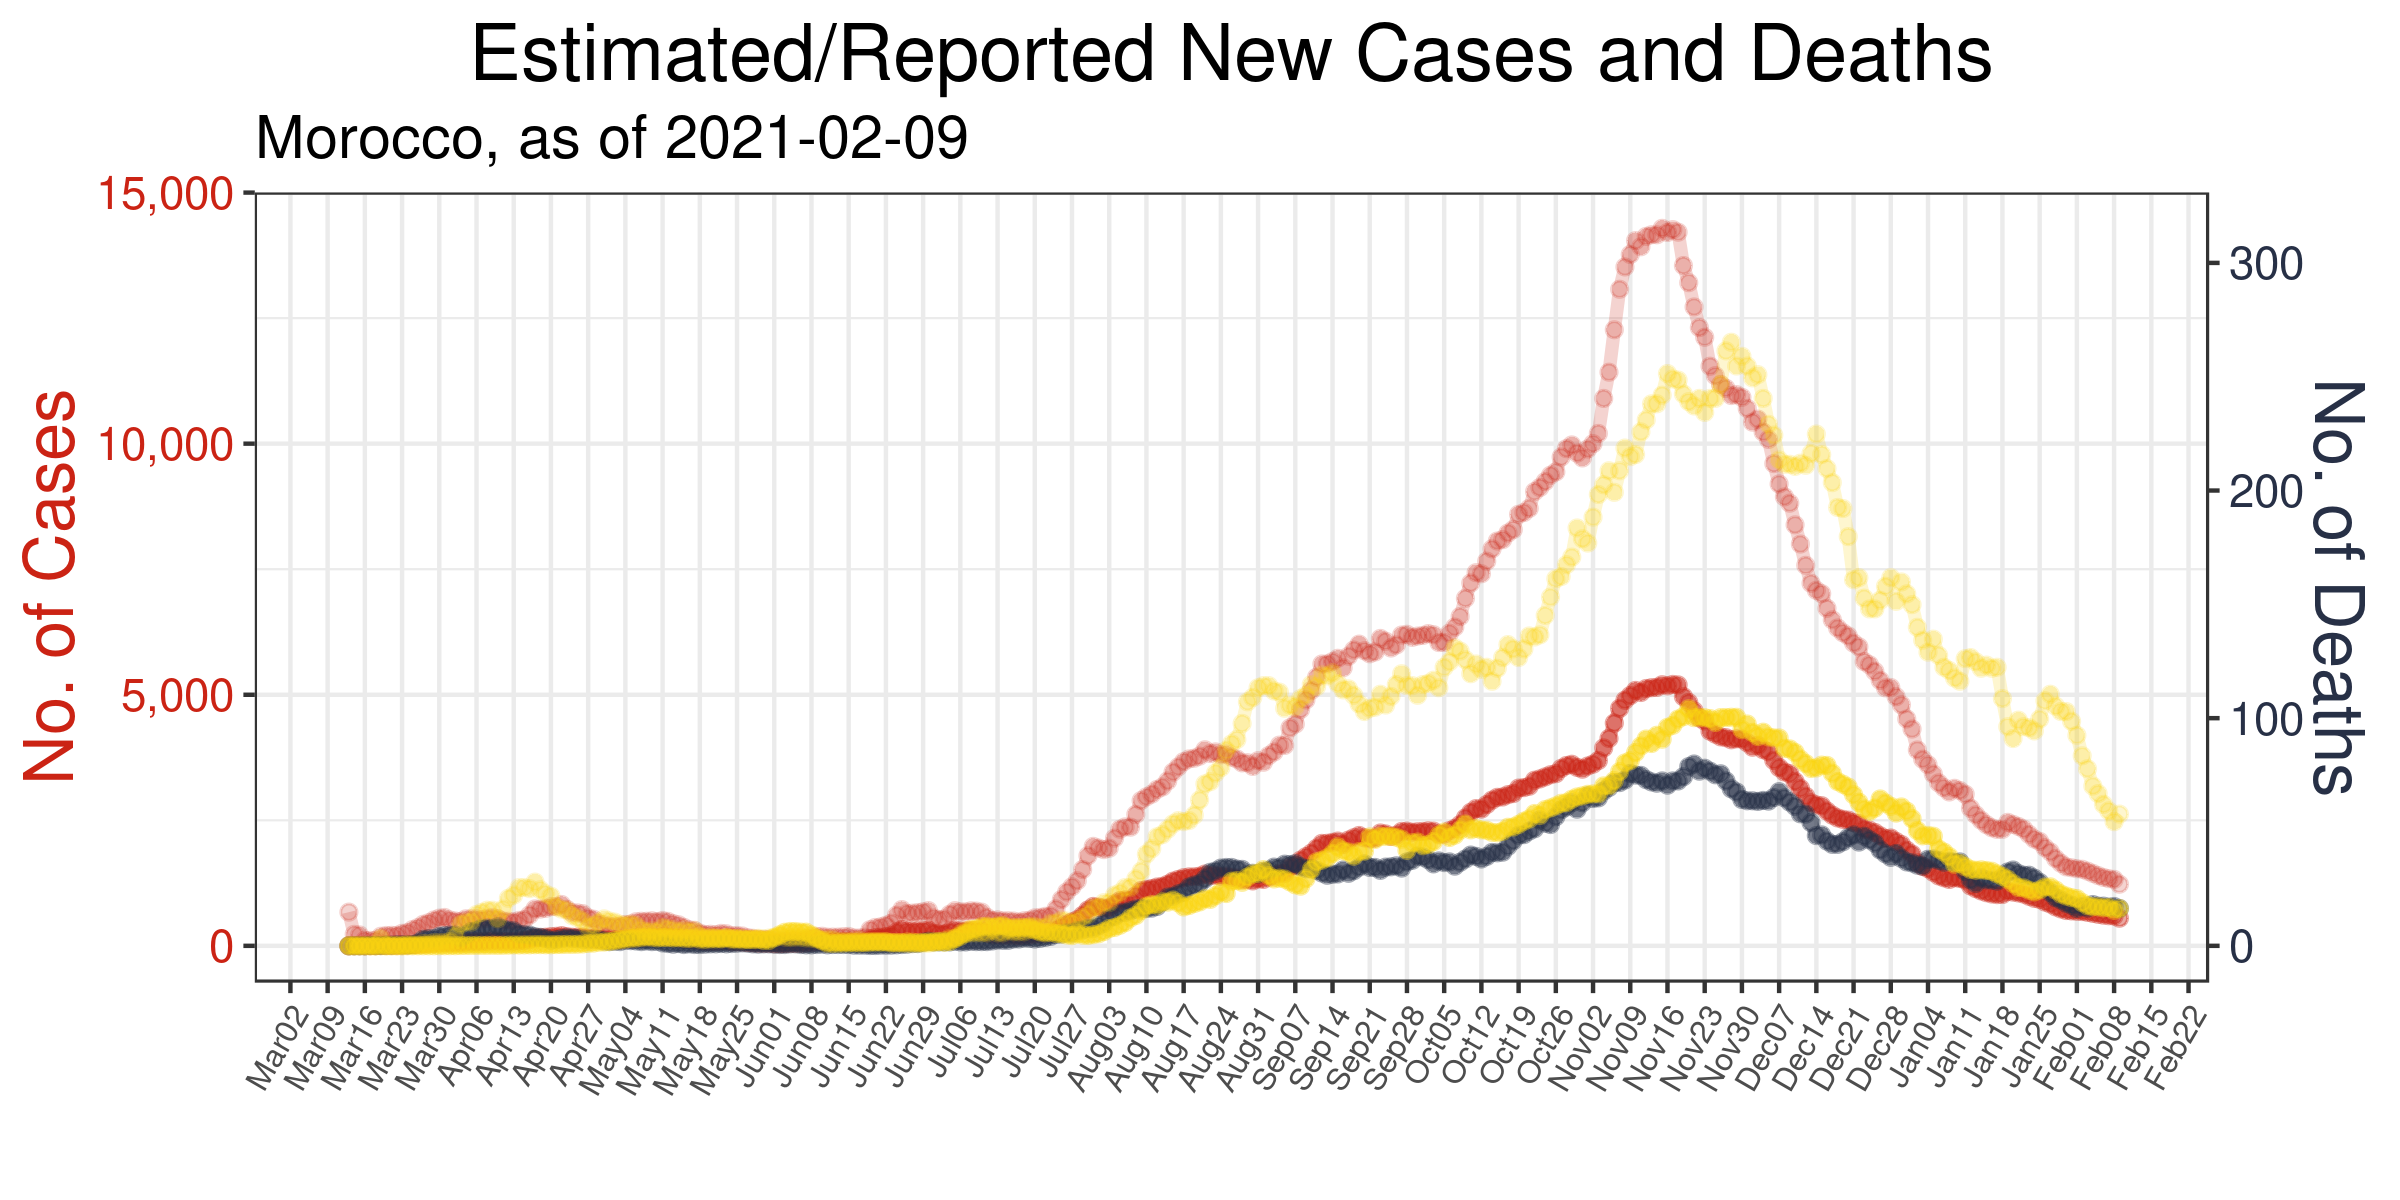 Estimated/Reported New Cases and Deaths
Morocco, as of 2021-02-09
No. of Cases
15,000
10,000
5,000
0
300
200
100
0
No. of Deaths
Mar02
Mar09
Mar16
Mar23
Mar30
Apr06
Apr13
Apr20
Apr27
May04
May11
May18
May25
Jun01
Jun08
Jun15
Jun22
Jun29
Jul06
Jul13
Jul20
Jul27
Aug03
Aug10
Aug17
Aug24
Aug31
Sep07
Sep14
Sep21
Sep28
Oct05
Oct12
Oct19
Oct26
Nov02
Nov09
Nov16
Nov23
Nov30
Dec07
Dec14
Dec21
Dec28
Jan04
Jan11
Jan18
Jan25
Feb01
Feb08
Feb15
Feb22